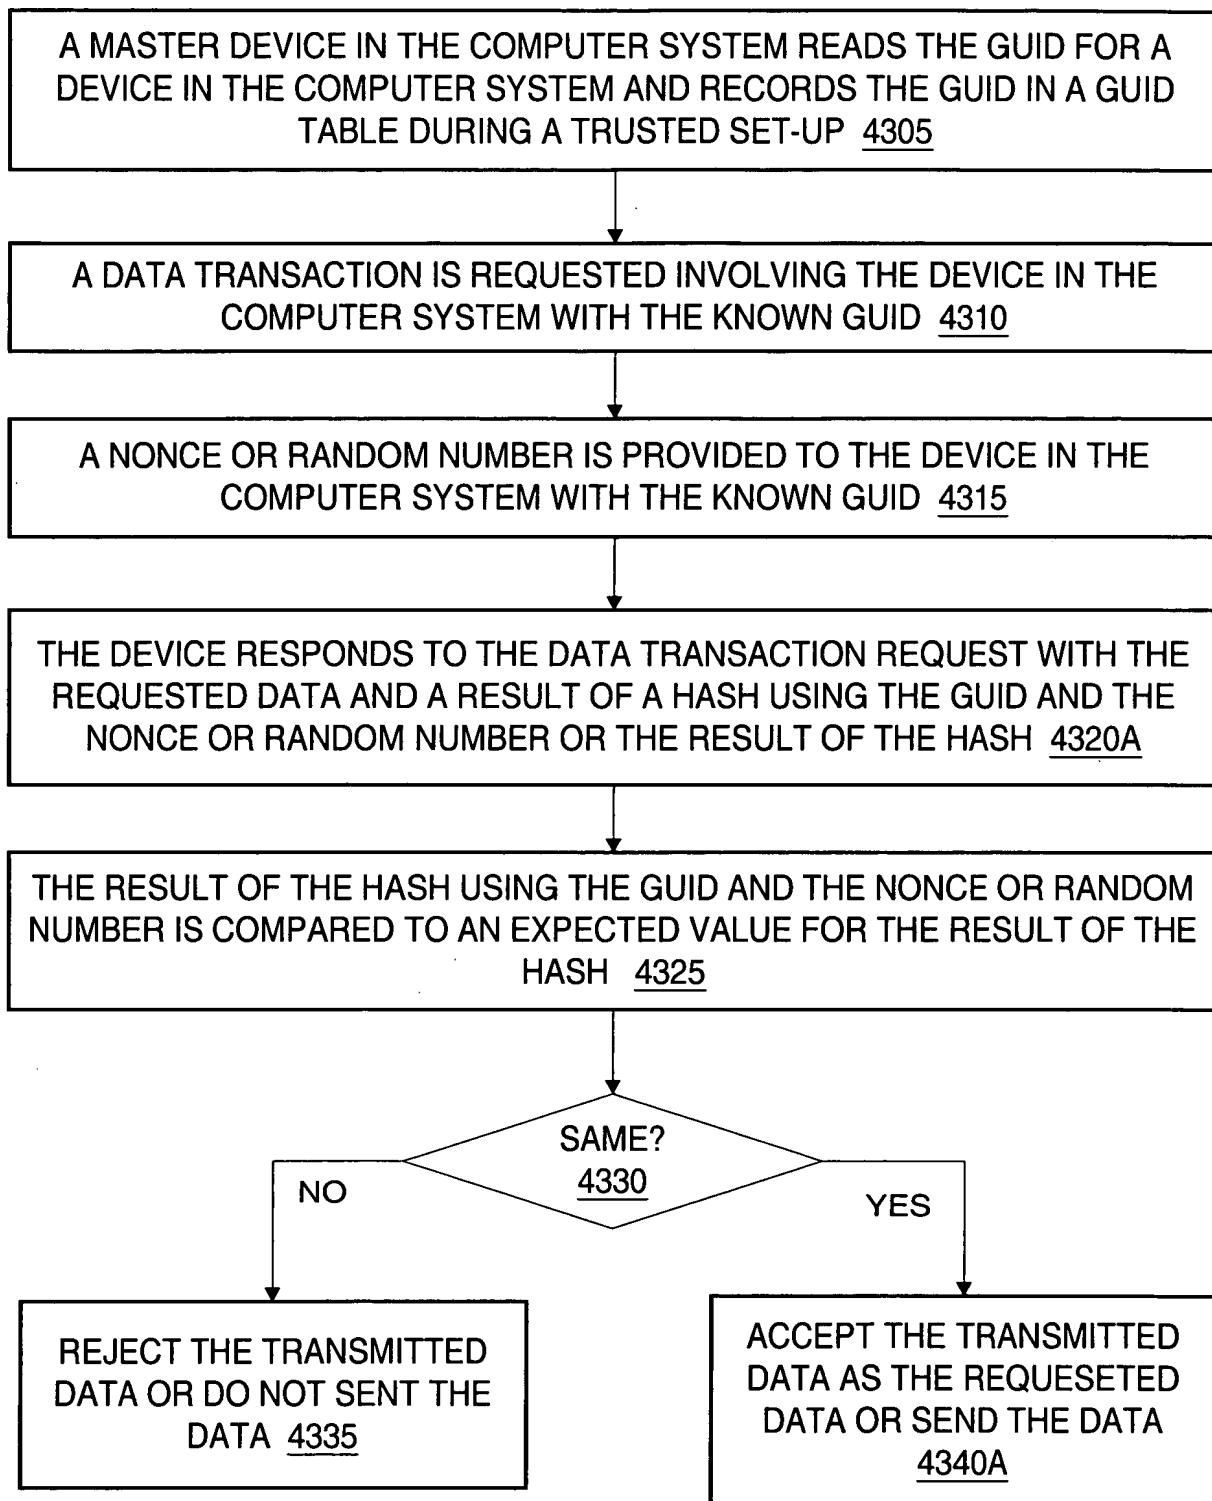 A MASTER DEVICE IN THE COMPUTER SYSTEM READS THE GUID FOR A
DEVICE IN THE COMPUTER SYSTEM AND RECORDS THE GUID IN A GUID
TABLE DURING A TRUSTED SET-UP 4305
A DATA TRANSACTION IS REQUESTED INVOLVING THE DEVICE IN THE
COMPUTER SYSTEM WITH THE KNOWN GUID 4310
A NONCE OR RANDOM NUMBER IS PROVIDED TO THE DEVICE IN THE
COMPUTER SYSTEM WITH THE KNOWN GUID 4315
THE DEVICE RESPONDS TO THE DATA TRANSACTION REQUEST WITH THE
REQUESTED DATA AND A RESULT OF A HASH USING THE GUID AND THE
NONCE OR RANDOM NUMBER OR THE RESULT OF THE HASH 4320A
THE RESULT OF THE HASH USING THE GUID AND THE NONCE OR RANDOM
NUMBER IS COMPARED TO AN EXPECTED VALUE FOR THE RESULT OF THE
HASH 4325
SAME?
4330
NO
YES
REJECT THE TRANSMITTED
DATA OR DO NOT SENT THE
DATA 4335
ACCEPT THE TRANSMITTED
DATA AS THE REQUESETED
DATA OR SEND THE DATA
4340A